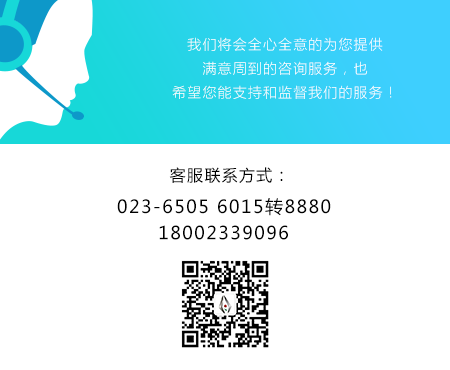 我们将会全心全意的为您提供
满意周到的咨询服务，也
希望您能支持和监督我们的服务！
客服联系方式：
023-6505 6015转8880
18002339096